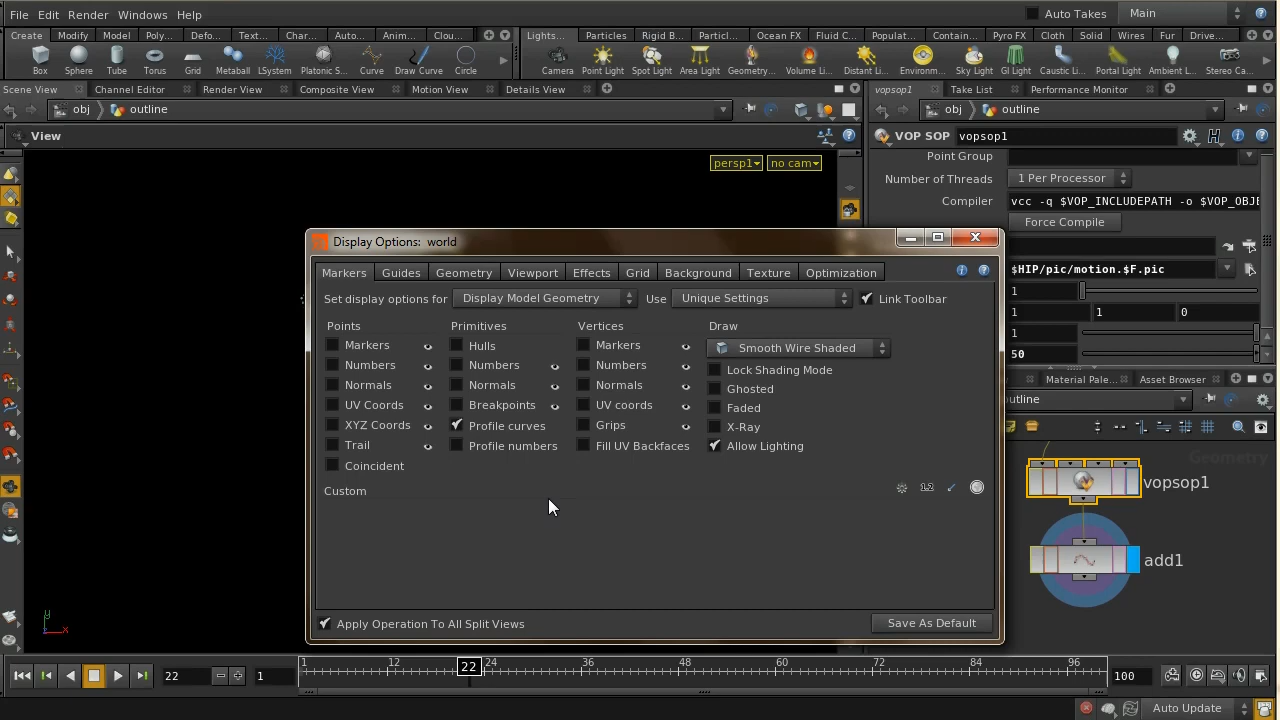 File Edit Render Windows Help Auto Takes Main
Create Modify Model Poly... Defo... Text... Char... Auto... Anim... Clou... Lights... Particles Rigid B... Particl... Ocean FX Fluid C... Populat... Contain... Pyro FX Cloth Solid Wires Fur Drive...
Box Sphere Tube Torus Grid Metaball LSystem Platonic S... Curve Draw Curve Circle Camera Point Light Spot Light Area Light Geometry... Volume Li... Distant Li... Environm... Sky Light GI Light Caustic Li... Portal Light Ambient L... Stereo Ca...
Scene View Channel Editor Render View Composite View Motion View Details View vopsop1 Take List Performance Monitor
obj outline obj outline
View VOP SOP vopsop1
persp1 no cam Point Group
Number of Threads 1 Per Processor
Compiler vcc -q $VOP_INCLUDEPATH -o $VOP_OBJE
Force Compile
Display Options: world
Markers Guides Geometry Viewport Effects Grid Background Texture Optimization
$HIP/pic/motion.$F.pic
Set display options for Display Model Geometry Use Unique Settings Link Toolbar
1
1 1 0
1
50
Points Primitives Vertices Draw
Markers Hulls Markers Smooth Wire Shaded
Numbers Numbers Numbers Lock Shading Mode
Normals Normals Normals Ghosted
UV Coords Breakpoints UV coords Faded
XYZ Coords Profile curves Grips X-Ray
Trail Profile numbers Fill UV Backfaces Allow Lighting
Coincident
Custom 1.2
Material Pale... Asset Browser
outline
Geometry
vopsop1
add1
Apply Operation To All Split Views Save As Default
y x
22 1 1 12 22 24 36 48 60 72 84 96 100
Auto Update